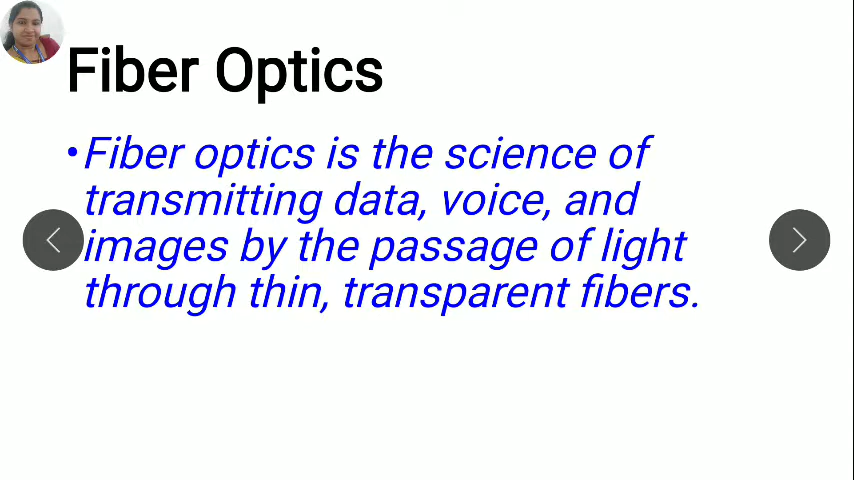 Fiber Optics
•Fiber optics is the science of
transmitting data, voice, and
images by the passage of light
through thin, transparent fibers.